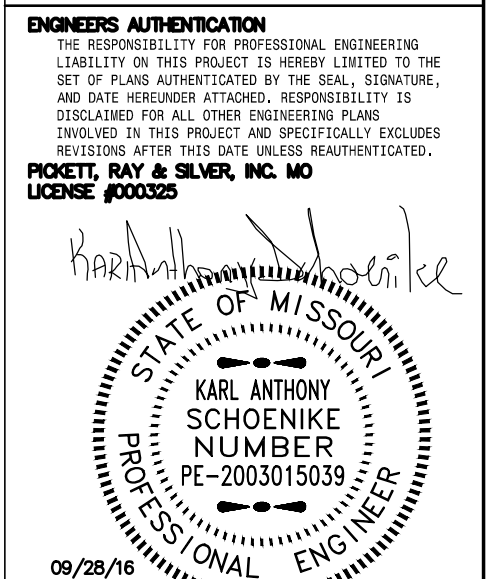 ENGINEERS AUTHENTICATION
THE RESPONSIBILITY FOR PROFESSIONAL ENGINEERING
LIABILITY ON THIS PROJECT IS HEREBY LIMITED TO THE
SET OF PLANS AUTHENTICATED BY THE SEAL, SIGNATURE,
AND DATE HEREUNDER ATTACHED. RESPONSIBILITY IS
DISCLAIMED FOR ALL OTHER ENGINEERING PLANS
INVOLVED IN THIS PROJECT AND SPECIFICALLY EXCLUDES
REVISIONS AFTER THIS DATE UNLESS REAUTHENTICATED.
PICKETT, RAY & SILVER, INC. MO
LICENSE #000325
Karl Anthony Schoenike
STATE OF MISSOURI
KARL ANTHONY
SCHOENIKE
NUMBER
PE-2003015039
PROFESSIONAL ENGINEER
09/28/16